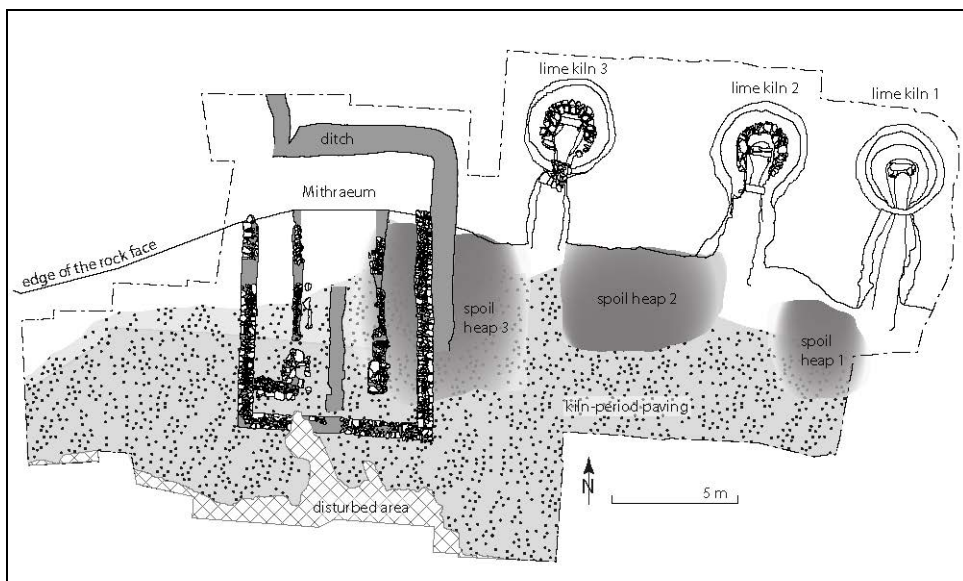 lime kiln 3
lime kiln 2
lime kiln 1
ditch
Mithraeum
edge of the rock face
spoil
heap 3
spoil heap 2
spoil
heap 1
kiln-period paving
N
5 m
disturbed area